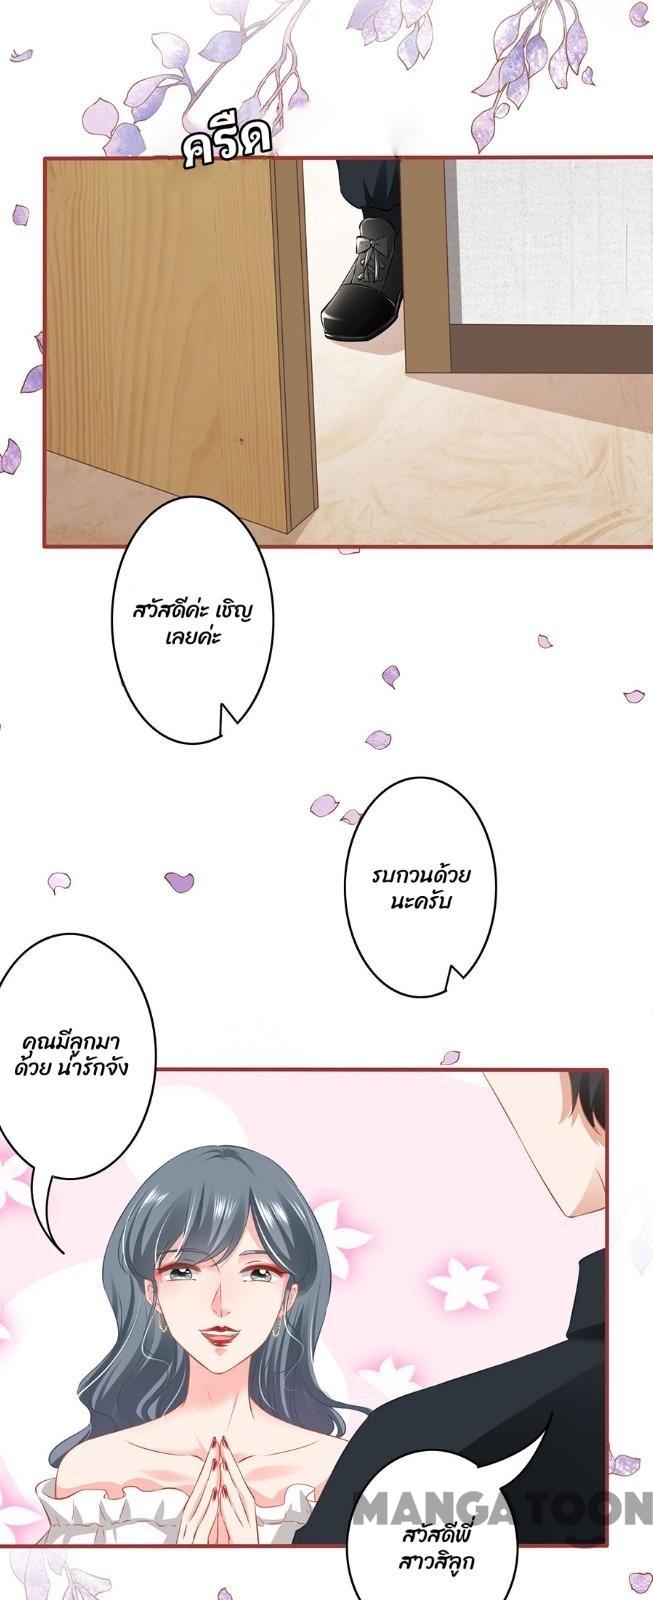 ครืด
สวัสดีค่ะ เชิญ
เลยค่ะ
รบกวนด้วย
นะครับ
คุณมีลูกมา
ด้วย น่ารักจัง
MANGATOON
สวัสดีพี่
สาวสิลูก